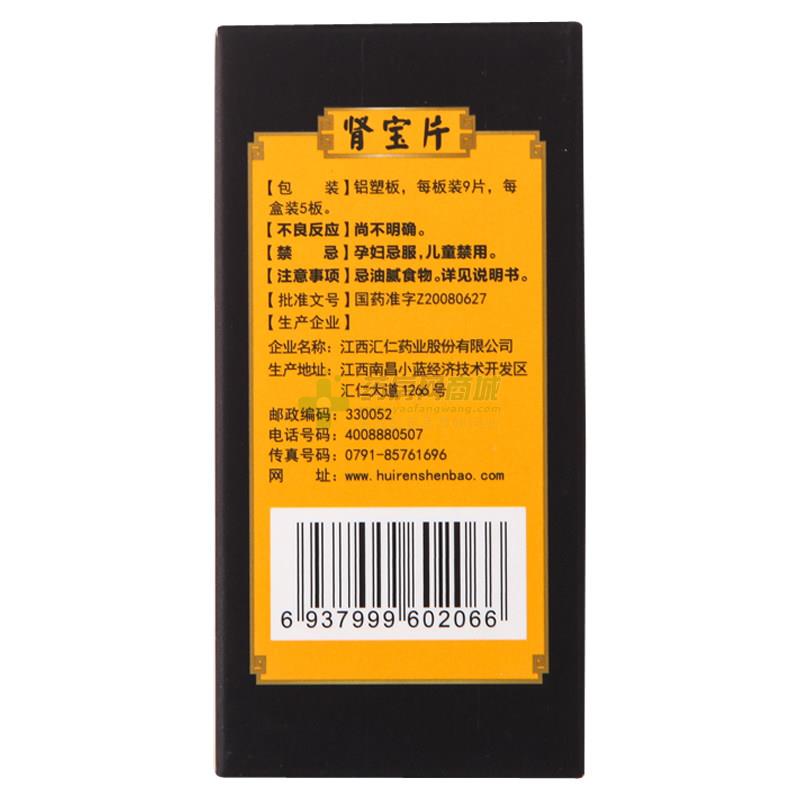 肾宝片
【包　　装】铝塑板，每板装9片，每
盒装5板。
【不良反应】尚不明确。
【禁　　忌】孕妇忌服，儿童禁用。
【注意事项】忌油腻食物。详见说明书。
【批准文号】国药准字Z20080627
【生产企业】
企业名称：江西汇仁药业股份有限公司
生产地址：江西南昌小蓝经济技术开发区
汇仁大道1266号
药房网商城
yaofangwang.com
邮政编码：330052
电话号码：4008880507
传真号码：0791-85761696
网　　址：www.huirenshenbao.com
6 937999 602066